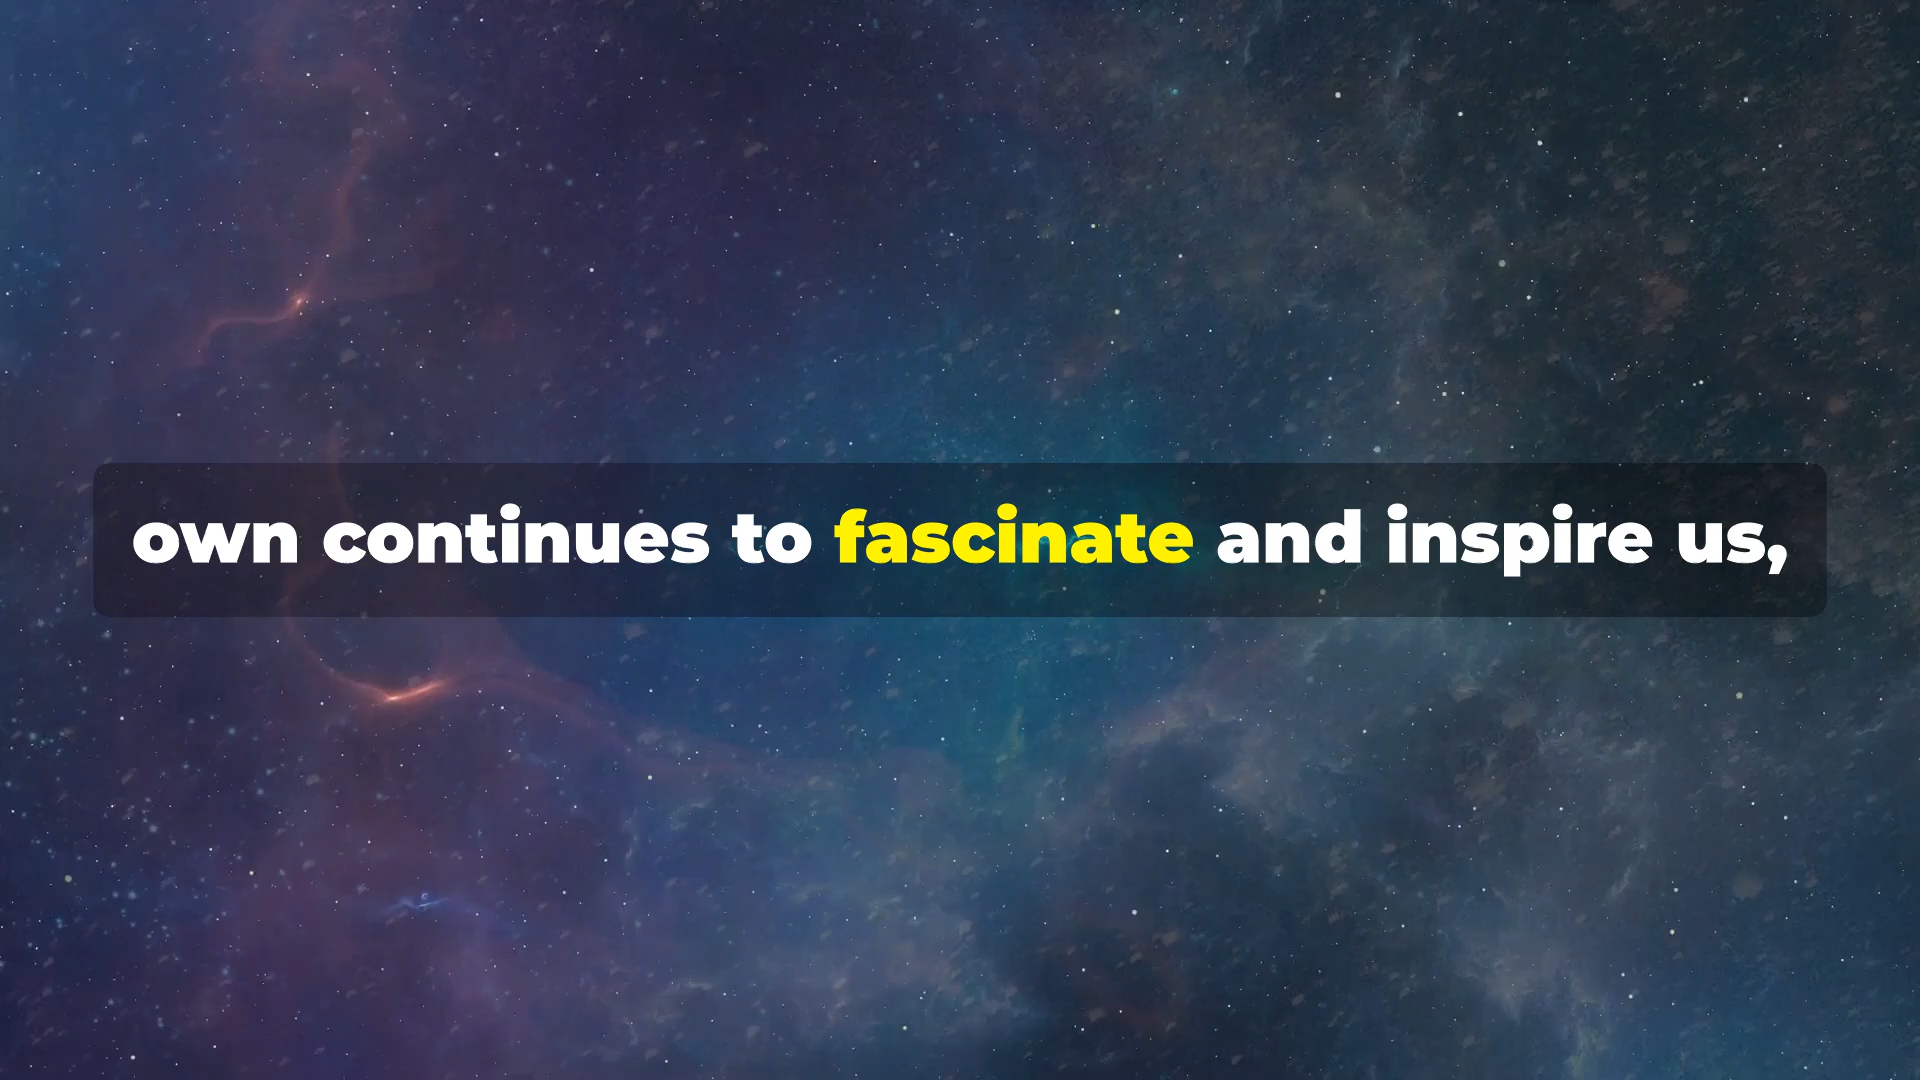 own continues to fascinate and inspire us,